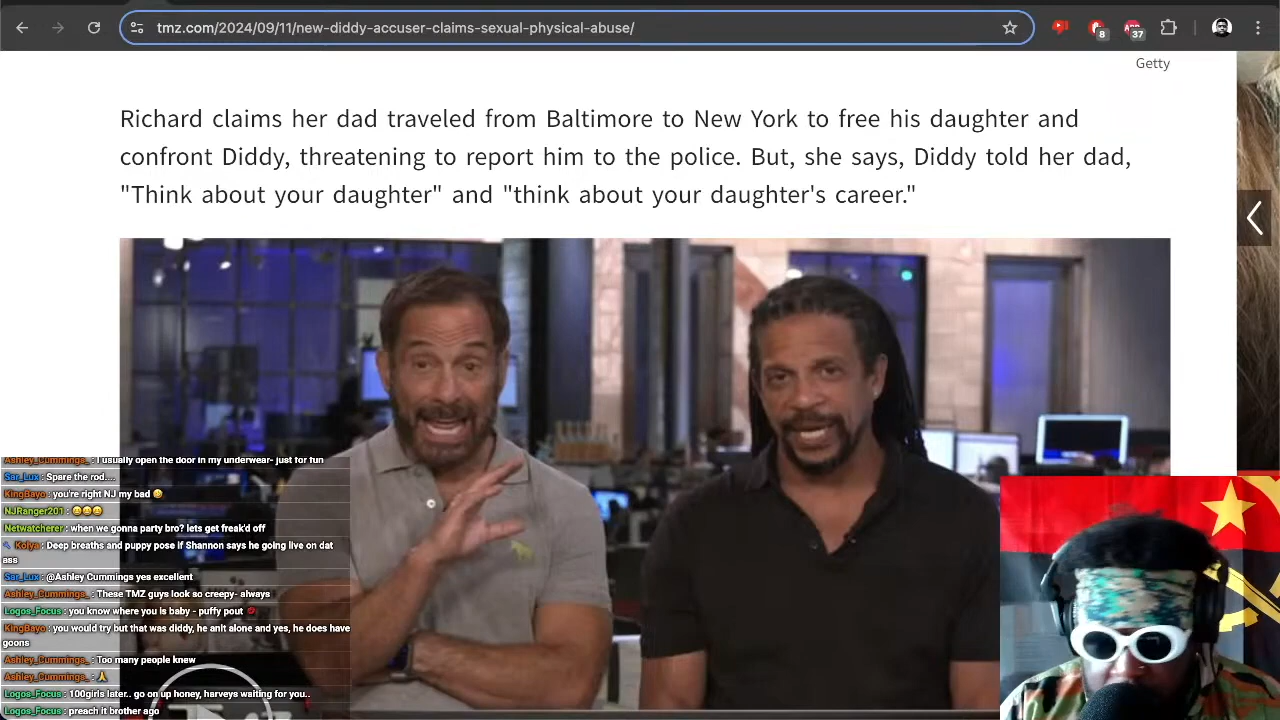 tmz.com/2024/09/11/new-diddy-accuser-claims-sexual-physical-abuse/
8
37
Getty
Richard claims her dad traveled from Baltimore to New York to free his daughter and
confront Diddy, threatening to report him to the police. But, she says, Diddy told her dad,
"Think about your daughter" and "think about your daughter's career."
Ashley_Cummings_ : I usually open the door in my underwear- just for fun
Sar_Lux : Spare the rod....
KingBayo : you're right NJ my bad 🤣
NJRanger201 : 😄😄😄
Netwatcherer : when we gonna party bro? lets get freak'd off
Kolya : Deep breaths and puppy pose if Shannon says he going live on dat
ass
Sar_Lux : @Ashley Cummings yes excellent
Ashley_Cummings_ : These TMZ guys look so creepy- always
Logos_Focus : you know where you is baby - puffy pout 💋
KingBayo : you would try but that was diddy, he anlt alone and yes, he does have
goons
Ashley_Cummings_ : Too many people knew
Ashley_Cummings_ : 🙏
Logos_Focus : 100girls later.. go on up honey, harveys waiting for you..
Logos_Focus : preach it brother ago